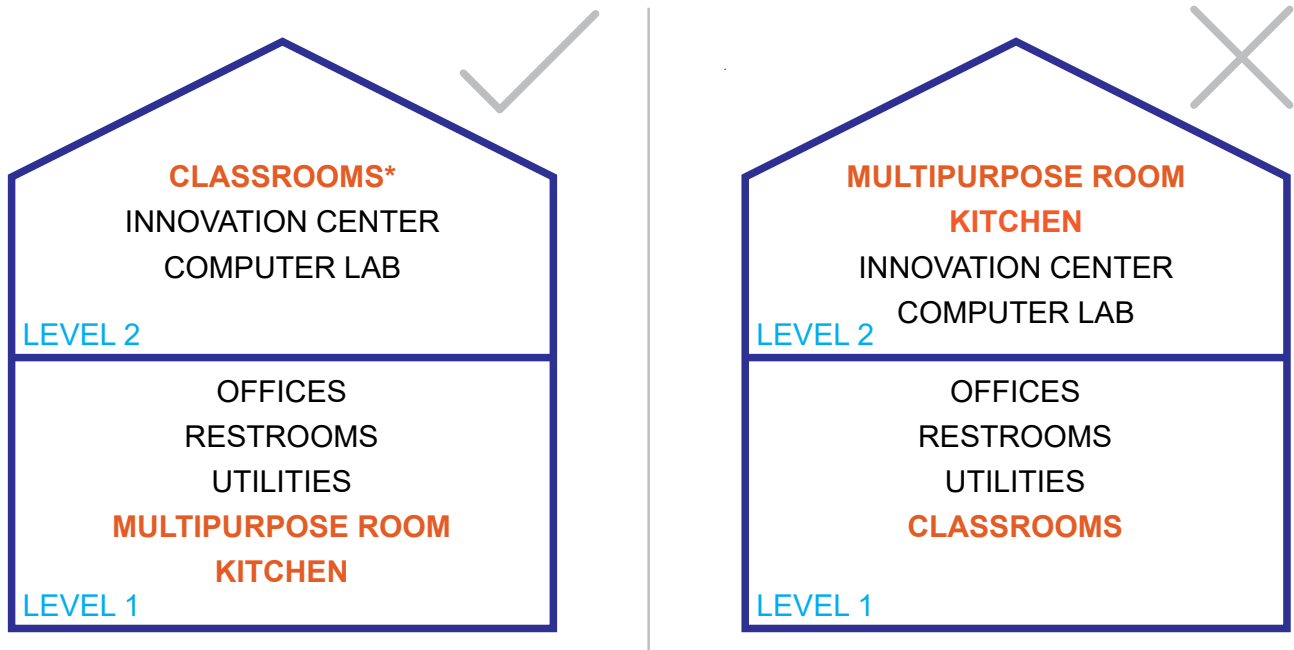 CLASSROOMS*
INNOVATION CENTER
COMPUTER LAB
LEVEL 2
OFFICES
RESTROOMS
UTILITIES
MULTIPURPOSE ROOM
KITCHEN
LEVEL 1
MULTIPURPOSE ROOM
KITCHEN
INNOVATION CENTER
COMPUTER LAB
LEVEL 2
OFFICES
RESTROOMS
UTILITIES
CLASSROOMS
LEVEL 1